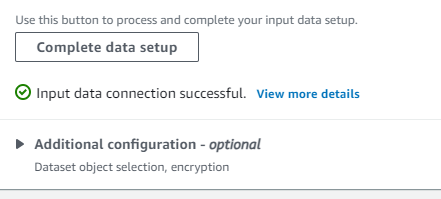 Use this button to process and complete your input data setup.
Complete data setup
Input data connection successful. View more details
Additional configuration - optional
Dataset object selection, encryption